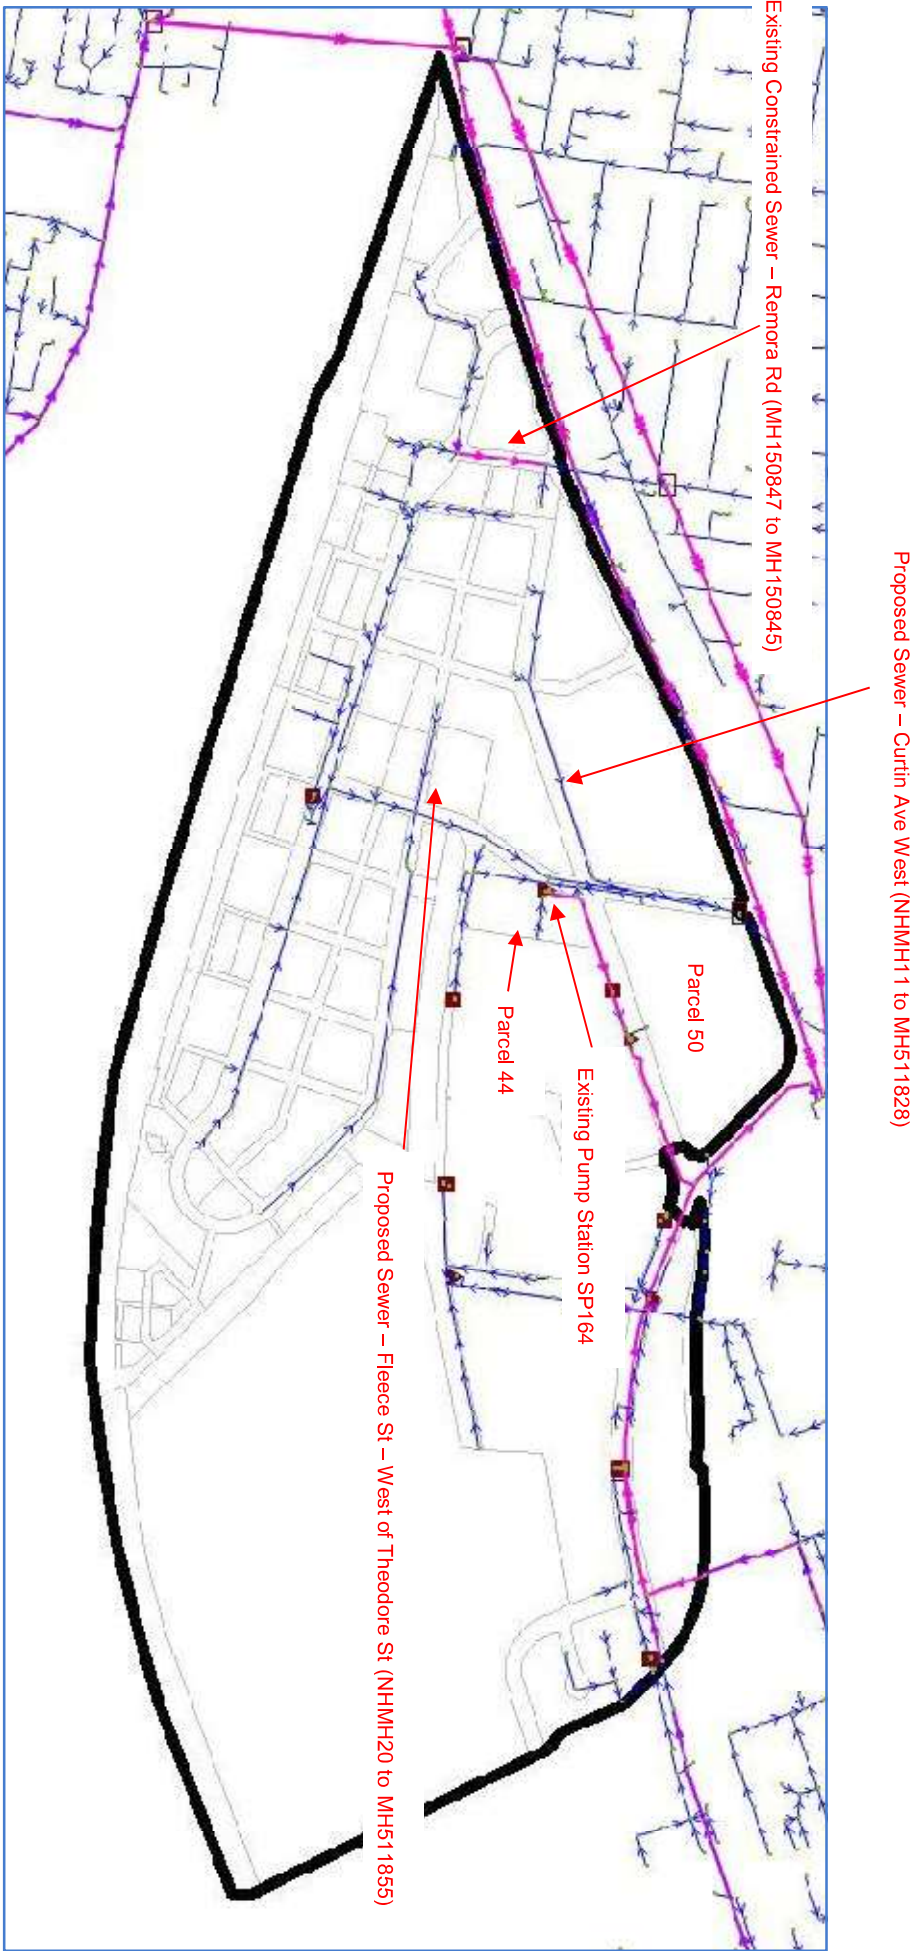 Proposed Sewer – Curtin Ave West (NHMH11 to MH511828)
Existing Constrained Sewer – Remora Rd (MH150847 to MH150845)
Parcel 50
Existing Pump Station SP164
Parcel 44
Proposed Sewer – Fleece St – West of Theodore St (NHMH20 to MH511855)